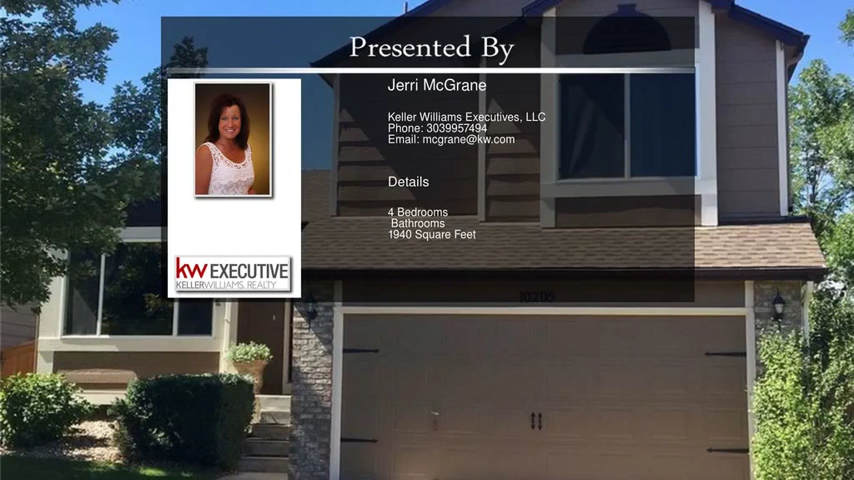 Presented By
Jerri McGrane
Keller Williams Executives, LLC
Phone: 3039957494
Email: mcgrane@kw.com
Details
4 Bedrooms
Bathrooms
1940 Square Feet
kw EXECUTIVE
KELLERWILLIAMS. REALTY
10205